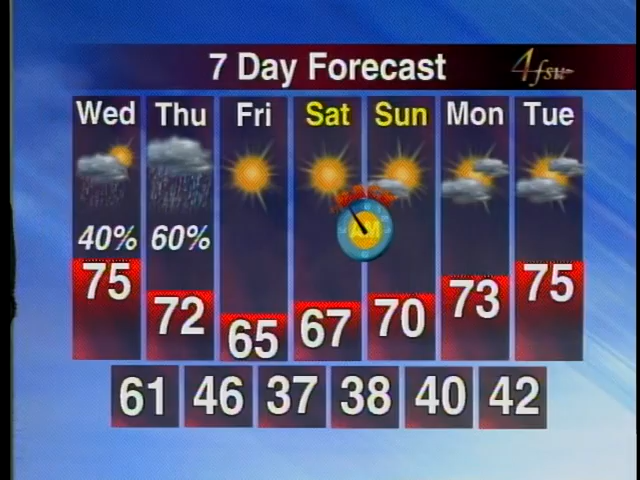 7 Day Forecast
Wed Thu Fri Sat Sun Mon Tue
40% 60%
AM
75 72 65 67 70 73 75
61 46 37 38 40 42